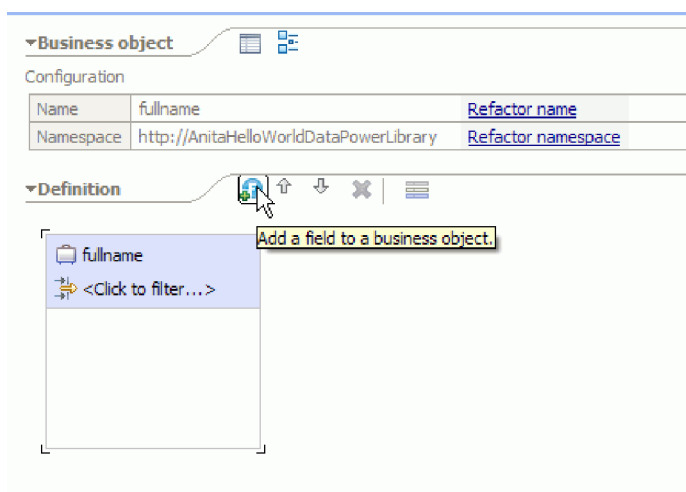 Business object
Configuration
Name fullname Refactor name
Namespace http://AnitaHelloWorldDataPowerLibrary Refactor namespace
Definition
Add a field to a business object.
fullname
<Click to filter...>